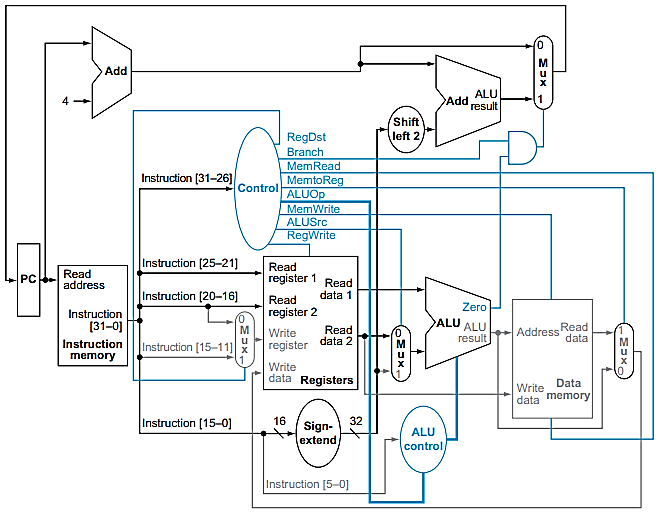 0
M
u
x
1
Add
4
Add
ALU
result
Shift
left 2
RegDst
Branch
MemRead
MemtoReg
ALUOp
MemWrite
ALUSrc
RegWrite
Control
Instruction [31–26]
Instruction [25–21]
Instruction [20–16]
Instruction [15–11]
Instruction [15–0]
Instruction [5–0]
PC
Read
address
Instruction
[31–0]
Instruction
memory
0
M
u
x
1
Read
register 1
Read
register 2
Write
register
Write
data
Read
data 1
Read
data 2
Registers
0
M
u
x
1
Zero
ALU
ALU
result
Address
Read
data
Write
data
Data
memory
1
M
u
x
0
16
Sign-
extend
32
ALU
control